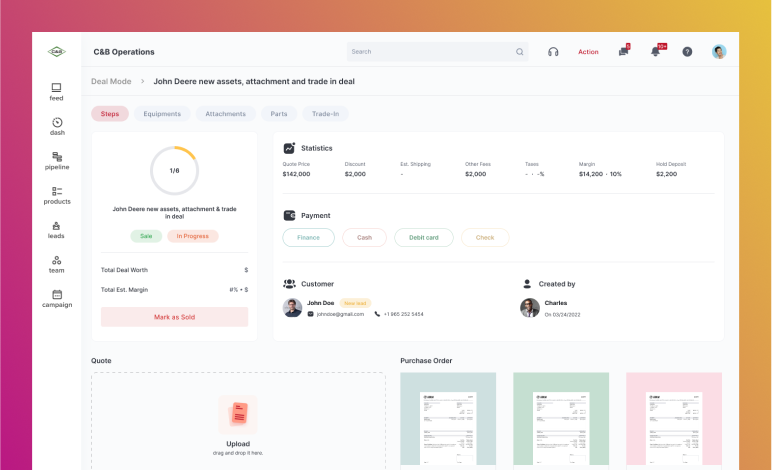 C&B
C&B Operations
Search
Action
5
10+
?
feed
dash
pipeline
products
leads
team
campaign
Deal Mode > John Deere new assets, attachment and trade in deal
Steps
Equipments
Attachments
Parts
Trade-In
1/6
John Deere new assets, attachment & trade
in deal
Sale
In Progress
Total Deal Worth $
Total Est. Margin #% • $
Mark as Sold
Statistics
Quote Price Discount Est. Shipping Other Fees Taxes Margin Hold Deposit
$142,000 $2,000 - $2,000 - · -% $14,200 · 10% $2,200
Payment
Finance
Cash
Debit card
Check
Customer
John Doe New lead
johndoe@gmail.com +1 965 252 5454
Created by
Charles
On 03/24/2022
Quote
Upload
drag and drop it here.
Purchase Order